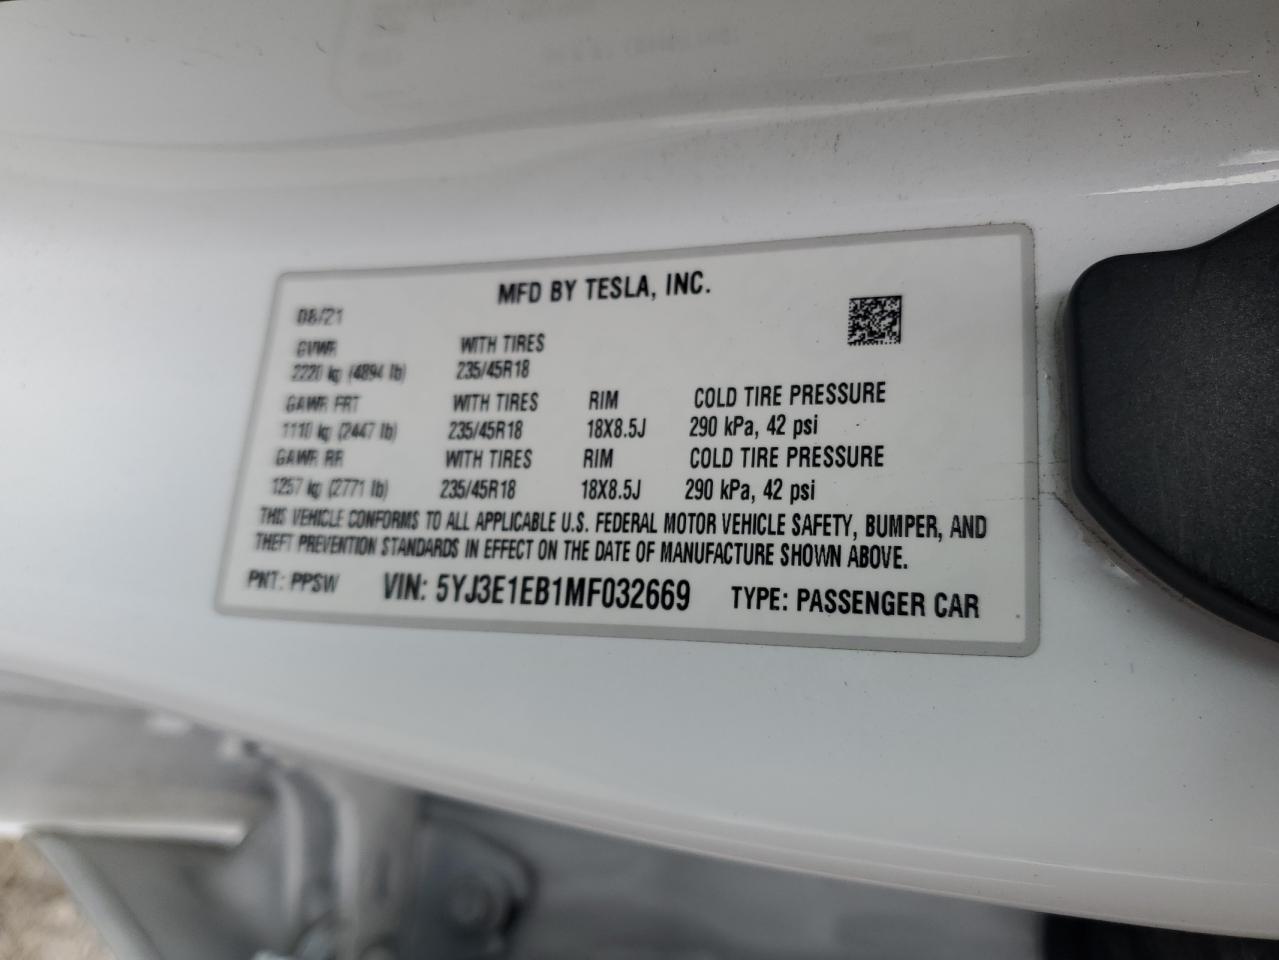 MFD BY TESLA, INC.
08/21
GVWR WITH TIRES
2220 kg (4894 lb) 235/45R18
GAWR FRT WITH TIRES RIM COLD TIRE PRESSURE
1110 kg (2447 lb) 235/45R18 18X8.5J 290 kPa, 42 psi
GAWR RR WITH TIRES RIM COLD TIRE PRESSURE
1257 kg (2771 lb) 235/45R18 18X8.5J 290 kPa, 42 psi
THIS VEHICLE CONFORMS TO ALL APPLICABLE U.S. FEDERAL MOTOR VEHICLE SAFETY, BUMPER, AND
THEFT PREVENTION STANDARDS IN EFFECT ON THE DATE OF MANUFACTURE SHOWN ABOVE.
PNT: PPSW VIN: 5YJ3E1EB1MF032669 TYPE: PASSENGER CAR